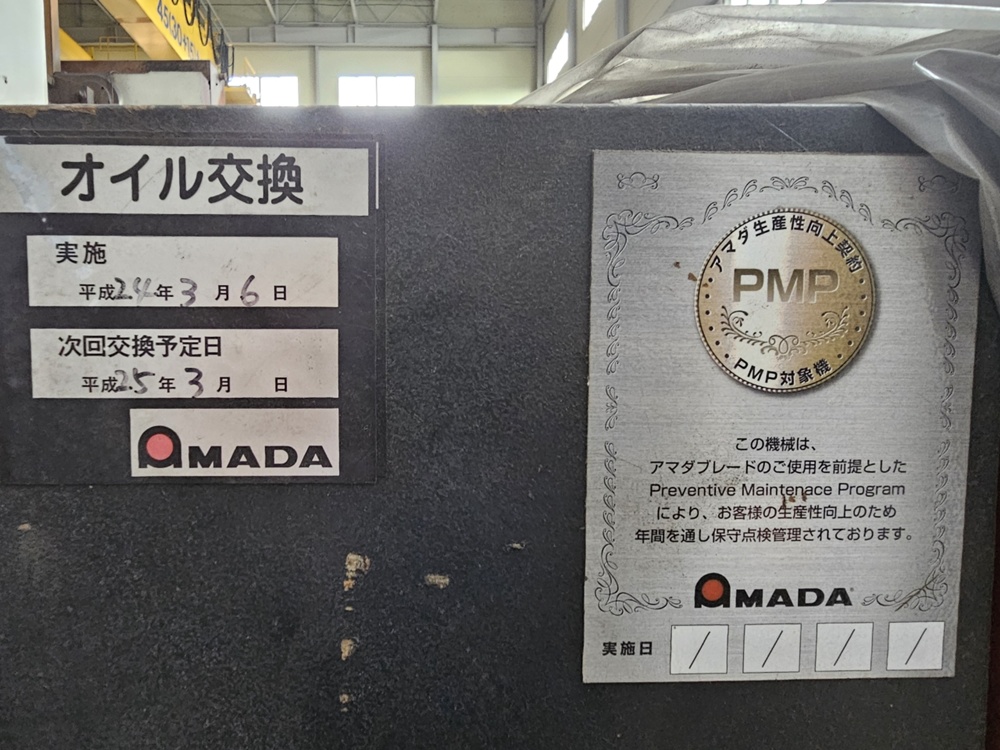 45(30+15)
オイル交換
実施
平成24年3月6日
次回交換予定日
平成25年3月 日
AMADA
アマダ生産性向上契約
PMP
PMP対象機
この機械は、
アマダブレードのご使用を前提とした
Preventive Maintenace Program
により、お客様の生産性向上のため
年間を通し保守点検管理されております。
AMADA
実施日 / / / /